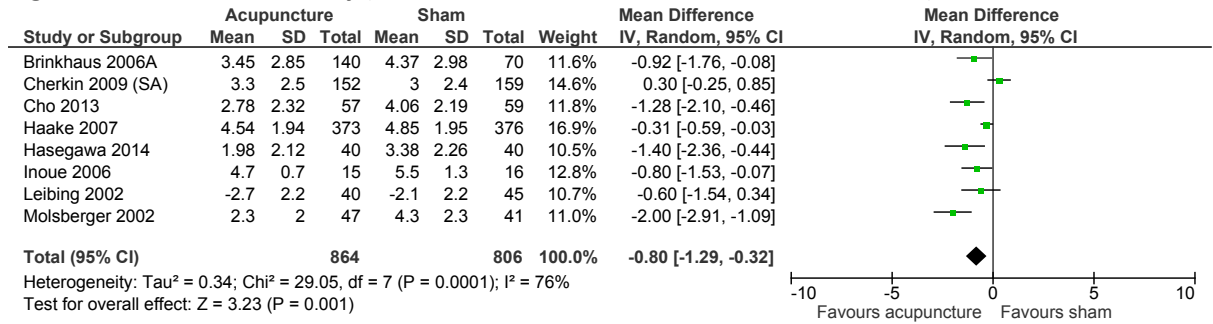 Acupuncture Sham Mean Difference Mean Difference
Study or Subgroup Mean SD Total Mean SD Total Weight IV, Random, 95% CI IV, Random, 95% CI
Brinkhaus 2006A 3.45 2.85 140 4.37 2.98 70 11.6% -0.92 [-1.76, -0.08]
Cherkin 2009 (SA) 3.3 2.5 152 3 2.4 159 14.6% 0.30 [-0.25, 0.85]
Cho 2013 2.78 2.32 57 4.06 2.19 59 11.8% -1.28 [-2.10, -0.46]
Haake 2007 4.54 1.94 373 4.85 1.95 376 16.9% -0.31 [-0.59, -0.03]
Hasegawa 2014 1.98 2.12 40 3.38 2.26 40 10.5% -1.40 [-2.36, -0.44]
Inoue 2006 4.7 0.7 15 5.5 1.3 16 12.8% -0.80 [-1.53, -0.07]
Leibing 2002 -2.7 2.2 40 -2.1 2.2 45 10.7% -0.60 [-1.54, 0.34]
Molsberger 2002 2.3 2 47 4.3 2.3 41 11.0% -2.00 [-2.91, -1.09]
Total (95% CI) 864 806 100.0% -0.80 [-1.29, -0.32]
Heterogeneity: Tau² = 0.34; Chi² = 29.05, df = 7 (P = 0.0001); I² = 76%
Test for overall effect: Z = 3.23 (P = 0.001)
-10 -5 0 5 10
Favours acupuncture Favours sham